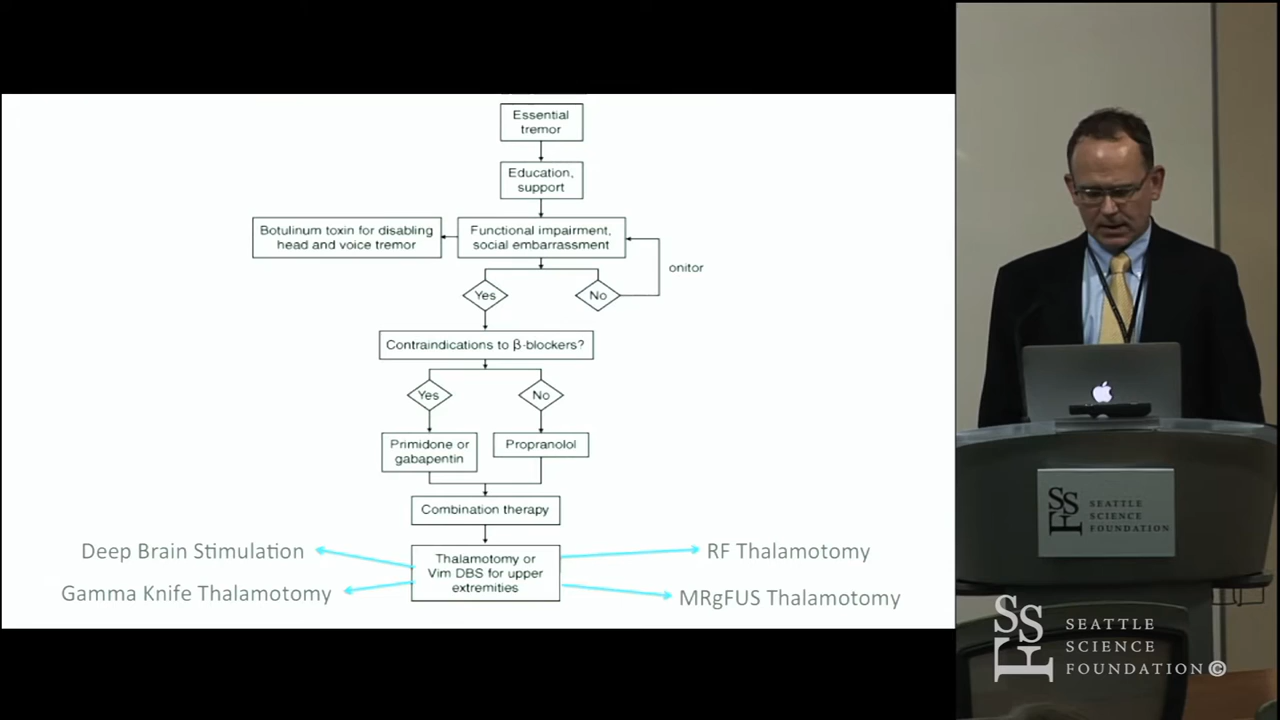 Essential
tremor
Education,
support
Botulinum toxin for disabling
head and voice tremor
Functional impairment,
social embarrassment
onitor
Yes
No
Contraindications to β-blockers?
Yes
No
Primidone or
gabapentin
Propranolol
Combination therapy
Deep Brain Stimulation
Gamma Knife Thalamotomy
Thalamotomy or
Vim DBS for upper
extremities
RF Thalamotomy
MRgFUS Thalamotomy
SSF
SEATTLE
SCIENCE
FOUNDATION
SSF
SEATTLE
SCIENCE
FOUNDATION©